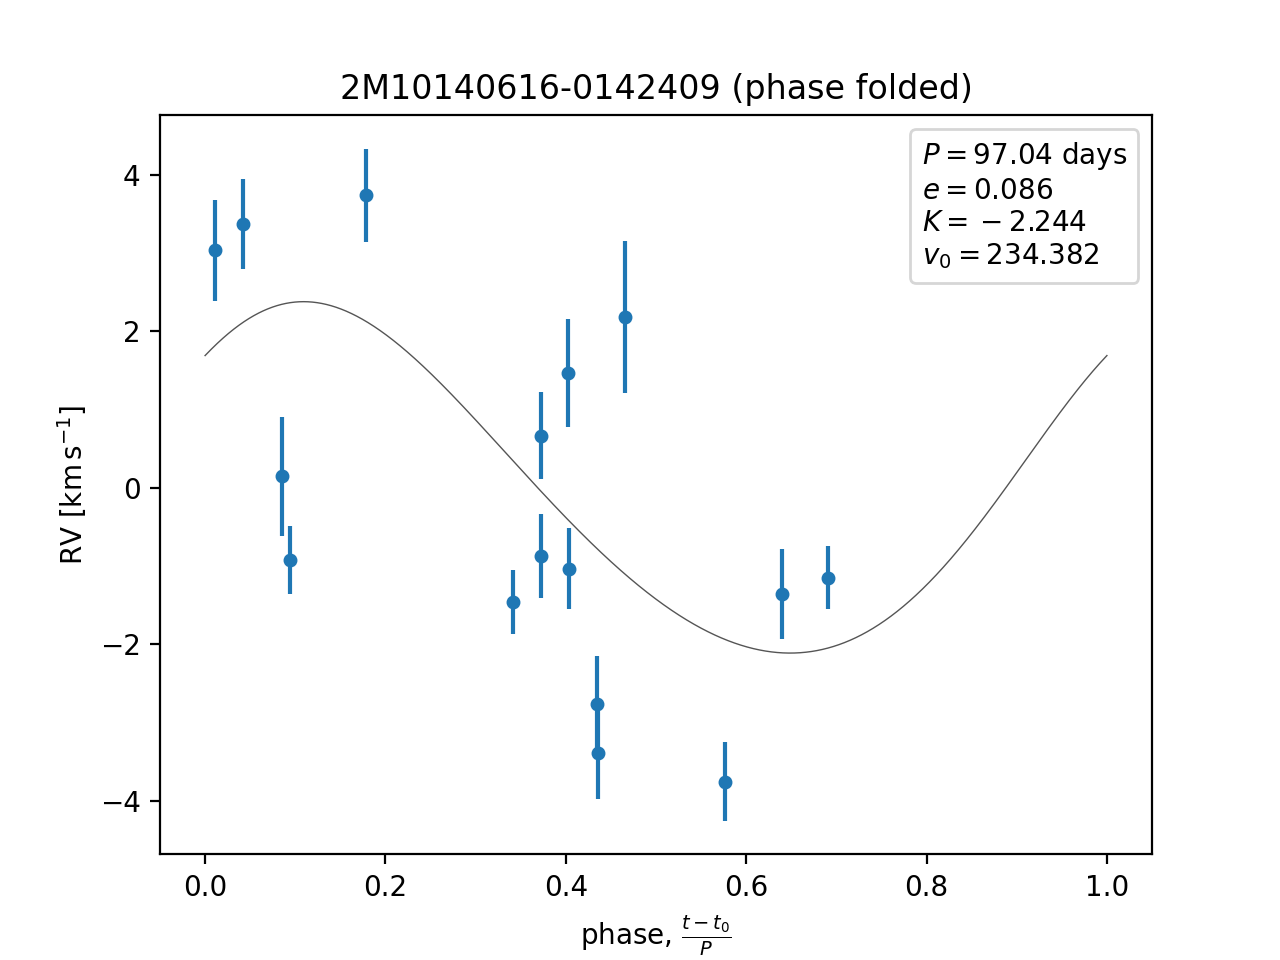 2M10140616-0142409 (phase folded)
P = 97.04 days
e = 0.086
K = − 2.244
v₀ = 234.382
4
2
0
−2
−4
RV [km s⁻¹]
0.0 0.2 0.4 0.6 0.8 1.0
phase, (t − t₀)/P